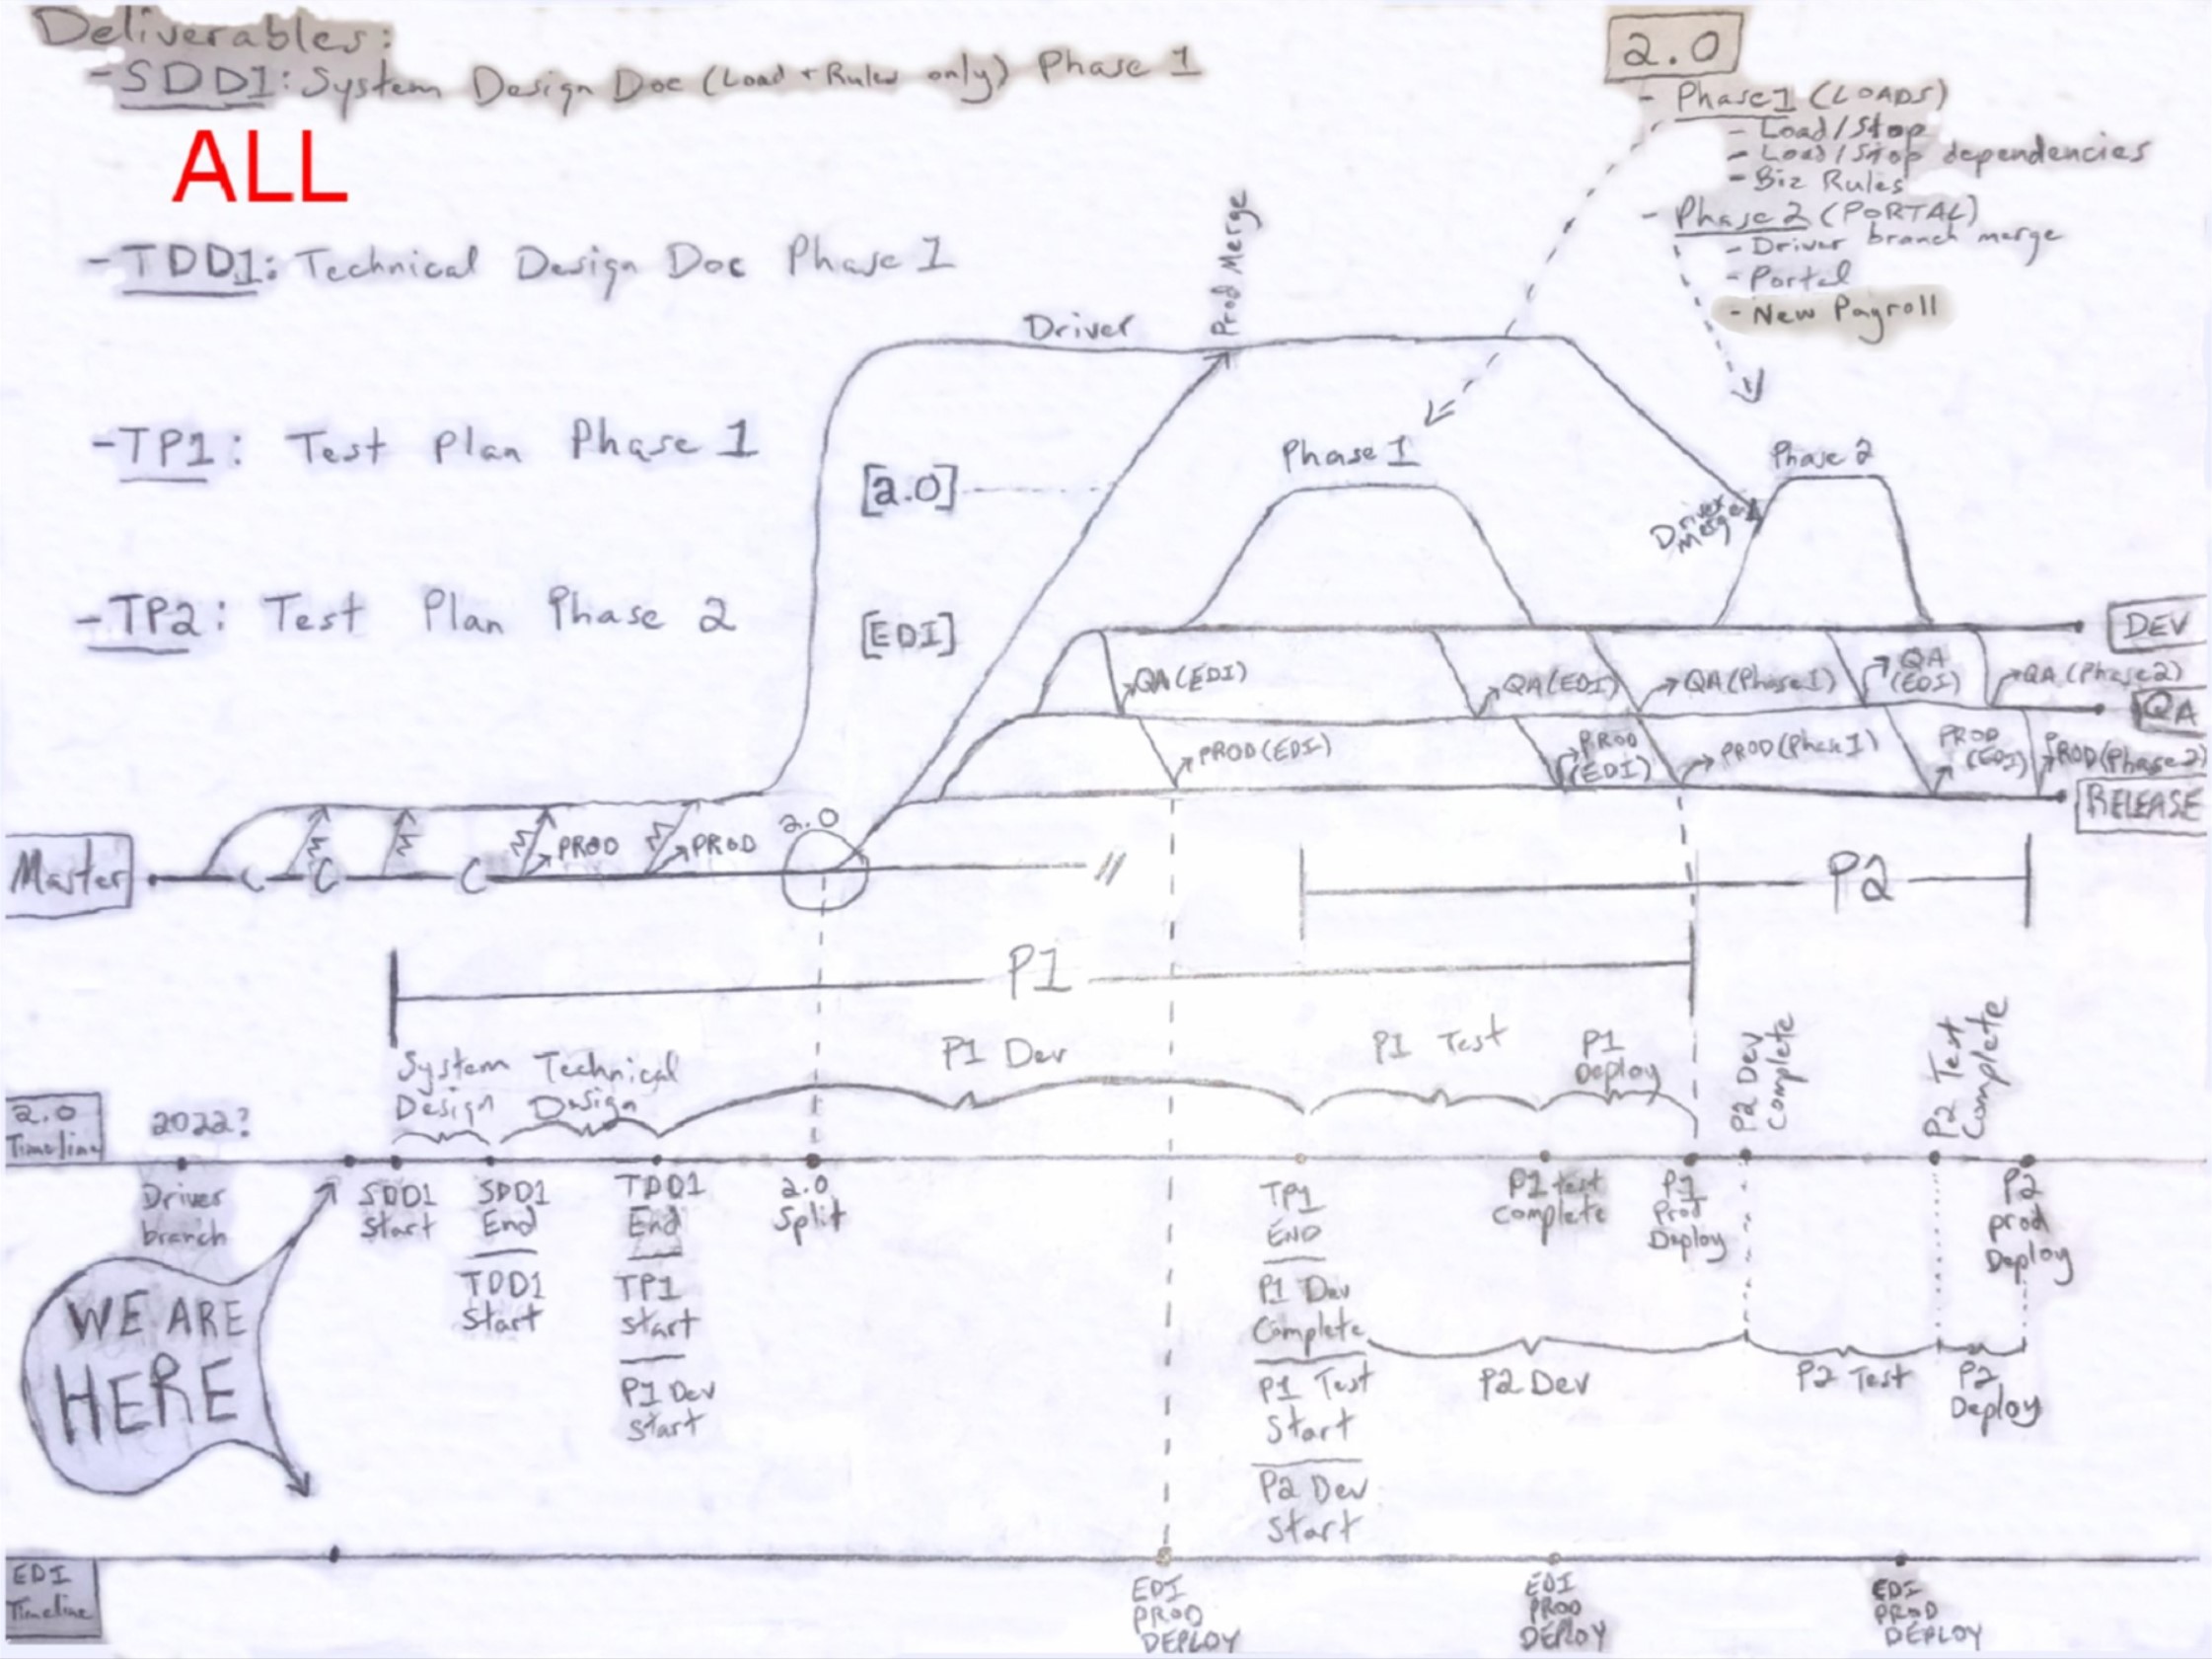 Deliverables:
- SDD1: System Design Doc (Load + Rules only) Phase 1
ALL
- TDD1: Technical Design Doc Phase 1
- TP1: Test Plan Phase 1
- TP2: Test Plan Phase 2
2.0
- Phase 1 (LOADS)
- Load/Stop
- Load/Stop dependencies
- Biz Rules
- Phase 2 (PORTAL)
- Driver branch merge
- Portal
- New Payroll
Prod Merge
Driver
[2.0]
Phase 1
Phase 2
Driver
Merge
[EDI]
DEV
QA (EDI)
QA (EDI)
QA (Phase 1)
QA
(EDI)
QA (Phase 2)
QA
PROD (EDI)
PROD
(EDI)
PROD (Phase 1)
PROD
(EDI)
PROD (Phase 2)
RELEASE
2.0
Master
PROD
PROD
P2
P1
System
Design
Technical
Design
P1 Dev
P1 Test
P1
Deploy
P2 Dev
Complete
P2 Test
Complete
2.0
Timeline
2022?
Driver
branch
SDD1
Start
SDD1
End
TDD1
Start
TDD1
End
TP1
Start
P1 Dev
Start
2.0
Split
TP1
END
P1 Dev
Complete
P1 Test
Start
P2 Dev
Start
P1 test
complete
P1
Prod
Deploy
P2
prod
Deploy
WE ARE
HERE
P2 Dev
P2 Test
P2
Deploy
EDI
Timeline
EDI
PROD
DEPLOY
EDI
PROD
DEPLOY
EDI
PROD
DEPLOY